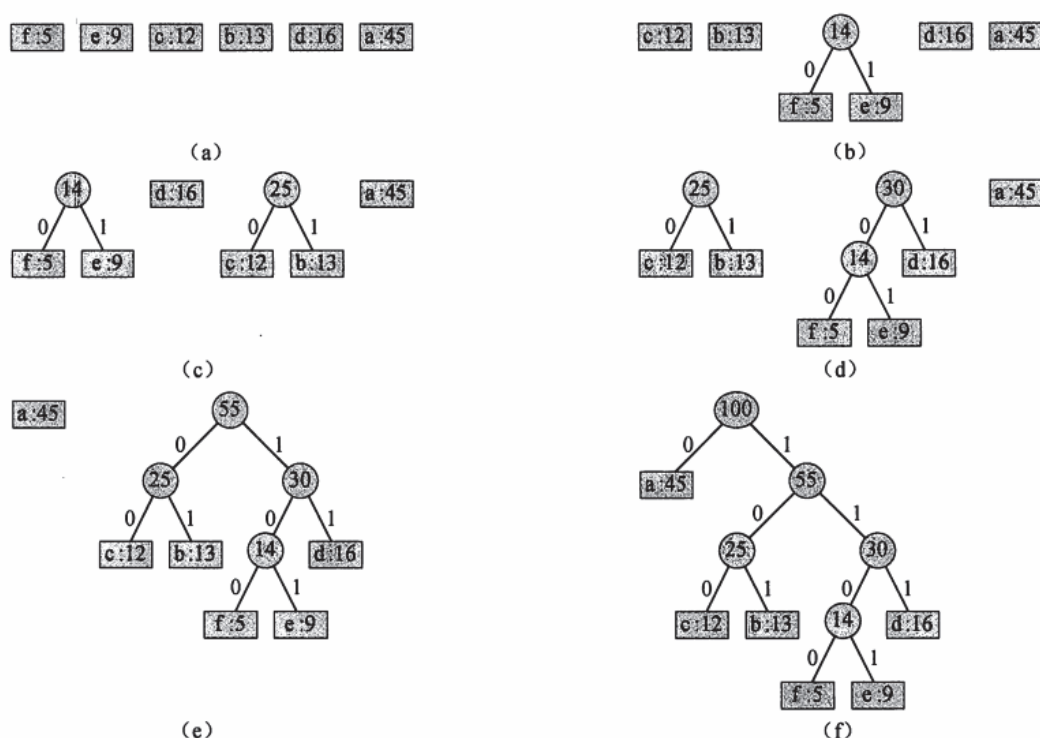 f:5 e:9 c:12 b:13 d:16 a:45
(a)
c:12 b:13 14 d:16 a:45
0 1
f:5 e:9
(b)
14 d:16 25 a:45
0 1 0 1
f:5 e:9 c:12 b:13
(c)
25 30 a:45
0 1 0 1
c:12 b:13 14 d:16
0 1
f:5 e:9
(d)
a:45 55
0 1
25 30
0 1 0 1
c:12 b:13 14 d:16
0 1
f:5 e:9
(e)
100
0 1
a:45 55
0 1
25 30
0 1 0 1
c:12 b:13 14 d:16
0 1
f:5 e:9
(f)